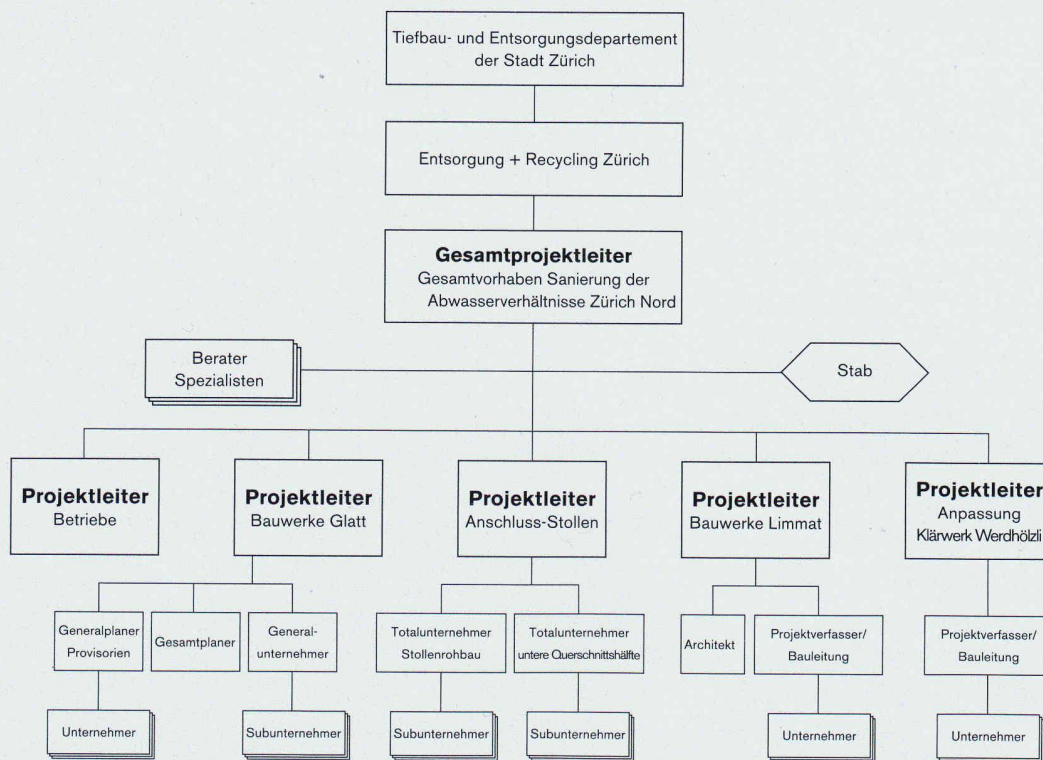 Tiefbau- und Entsorgungsdepartement
der Stadt Zürich
Entsorgung + Recycling Zürich
Gesamtprojektleiter
Gesamtvorhaben Sanierung der
Abwasserverhältnisse Zürich Nord
Berater
Spezialisten
Stab
Projektleiter
Betriebe
Projektleiter
Bauwerke Glatt
Projektleiter
Anschluss-Stollen
Projektleiter
Bauwerke Limmat
Projektleiter
Anpassung
Klärwerk Werdhölzli
Generalplaner
Provisorien
Gesamtplaner
General-
unternehmer
Totalunternehmer
Stollenrohbau
Totalunternehmer
untere Querschnittshälfte
Architekt
Projektverfasser/
Bauleitung
Projektverfasser/
Bauleitung
Unternehmer
Subunternehmer
Subunternehmer
Subunternehmer
Unternehmer
Unternehmer